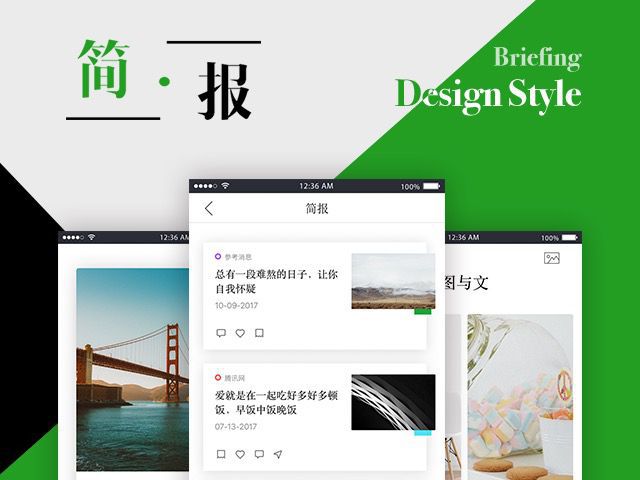 简·报
Briefing
Design Style
12:36 AM
100%
简报
参考消息
总有一段难熬的日子，让你
自我怀疑
10-09-2017
腾讯网
爱就是在一起吃好多好多顿
饭，早饭中饭晚饭
07-13-2017
12:36 AM
12:36 AM
100%
图与文